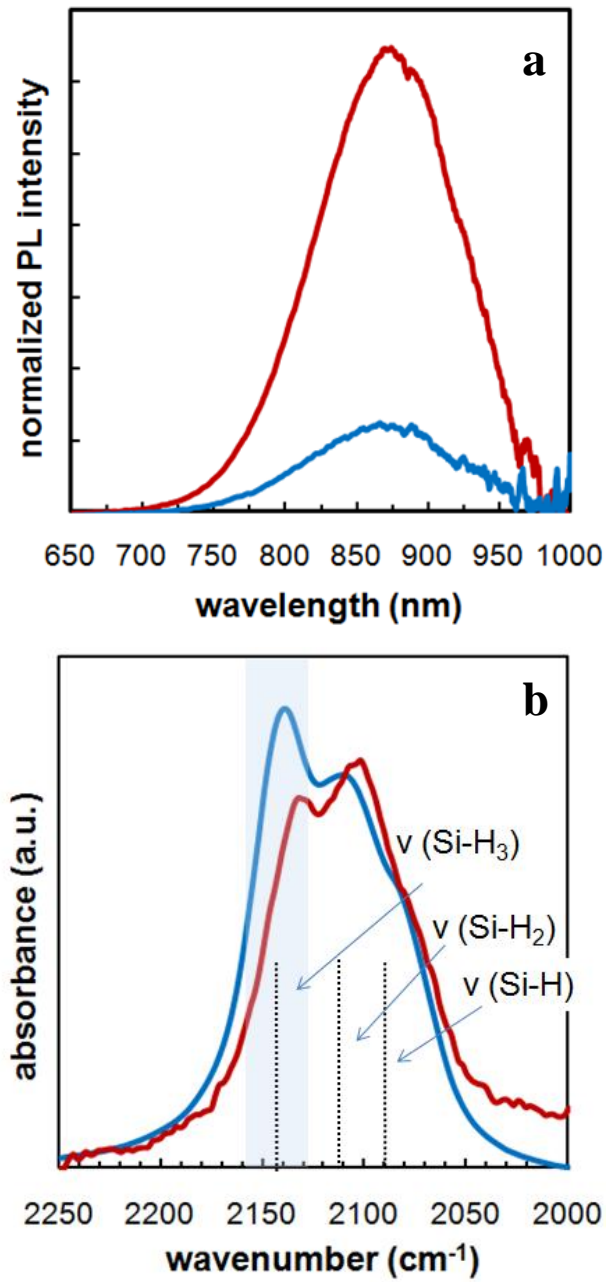 a
normalized PL intensity
650 700 750 800 850 900 950 1000
wavelength (nm)
b
absorbance (a.u.)
ν (Si-H₃)
ν (Si-H₂)
ν (Si-H)
2250 2200 2150 2100 2050 2000
wavenumber (cm⁻¹)